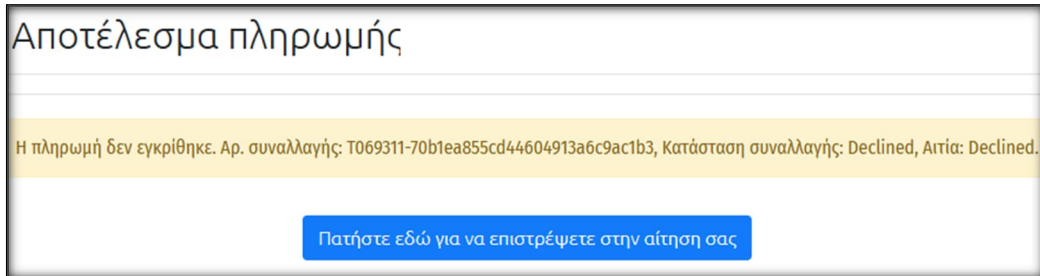 Αποτέλεσμα πληρωμής
Η πληρωμή δεν εγκρίθηκε. Αρ. συναλλαγής: T069311-70b1ea855cd44604913a6c9ac1b3, Κατάσταση συναλλαγής: Declined, Αιτία: Declined.
Πατήστε εδώ για να επιστρέψετε στην αίτηση σας